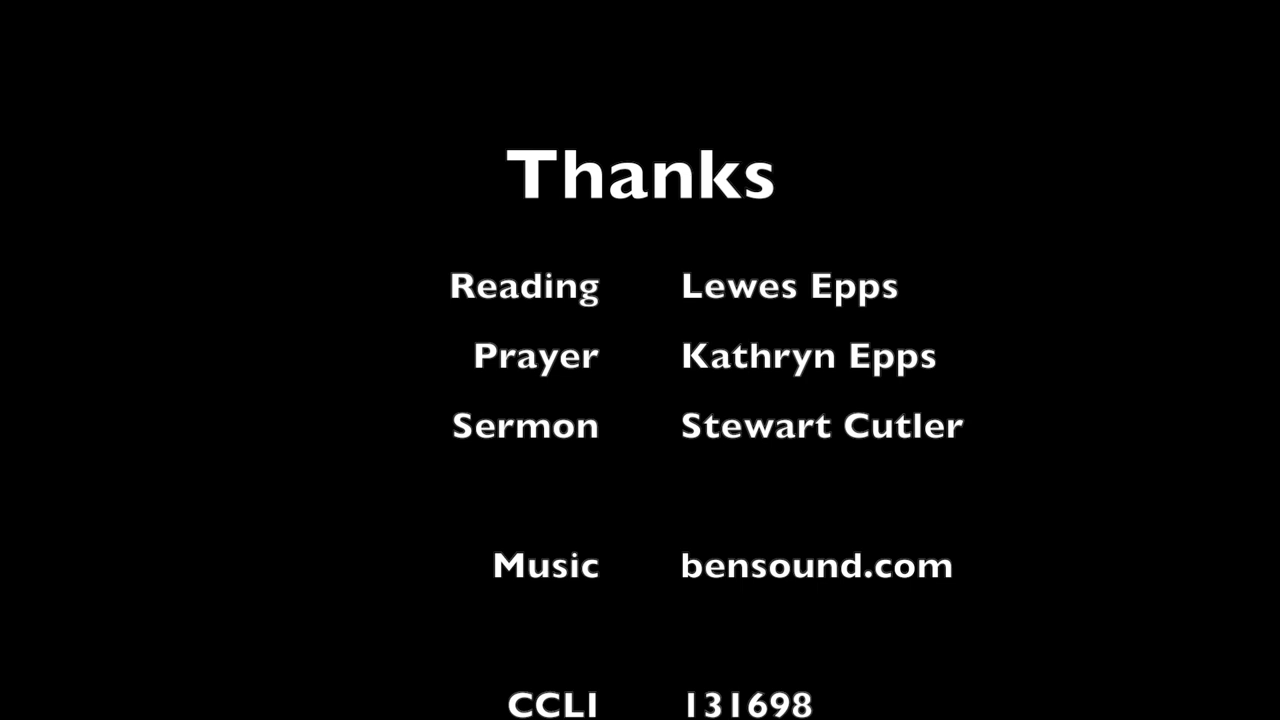 Thanks
Reading Lewes Epps
Prayer Kathryn Epps
Sermon Stewart Cutler
Music bensound.com
CCLI 131698